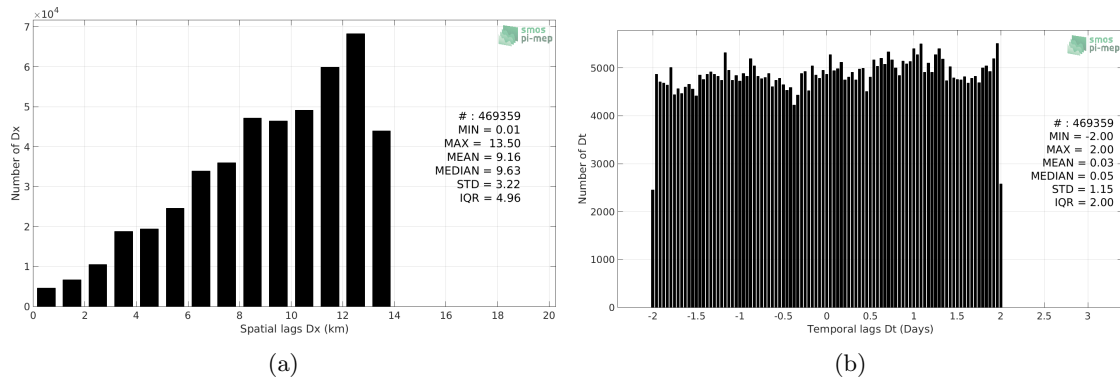 ×10⁴
7
6
5
4
3
2
1
0
Number of Dx
0 2 4 6 8 10 12 14 16 18 20
Spatial lags Dx (km)
smos
pi-mep
# : 469359
MIN = 0.01
MAX = 13.50
MEAN = 9.16
MEDIAN = 9.63
STD = 3.22
IQR = 4.96
(a)
5000
4000
3000
2000
1000
0
Number of Dt
-2 -1.5 -1 -0.5 0 0.5 1 1.5 2 2.5 3
Temporal lags Dt (Days)
smos
pi-mep
# : 469359
MIN = -2.00
MAX = 2.00
MEAN = 0.03
MEDIAN = 0.05
STD = 1.15
IQR = 2.00
(b)